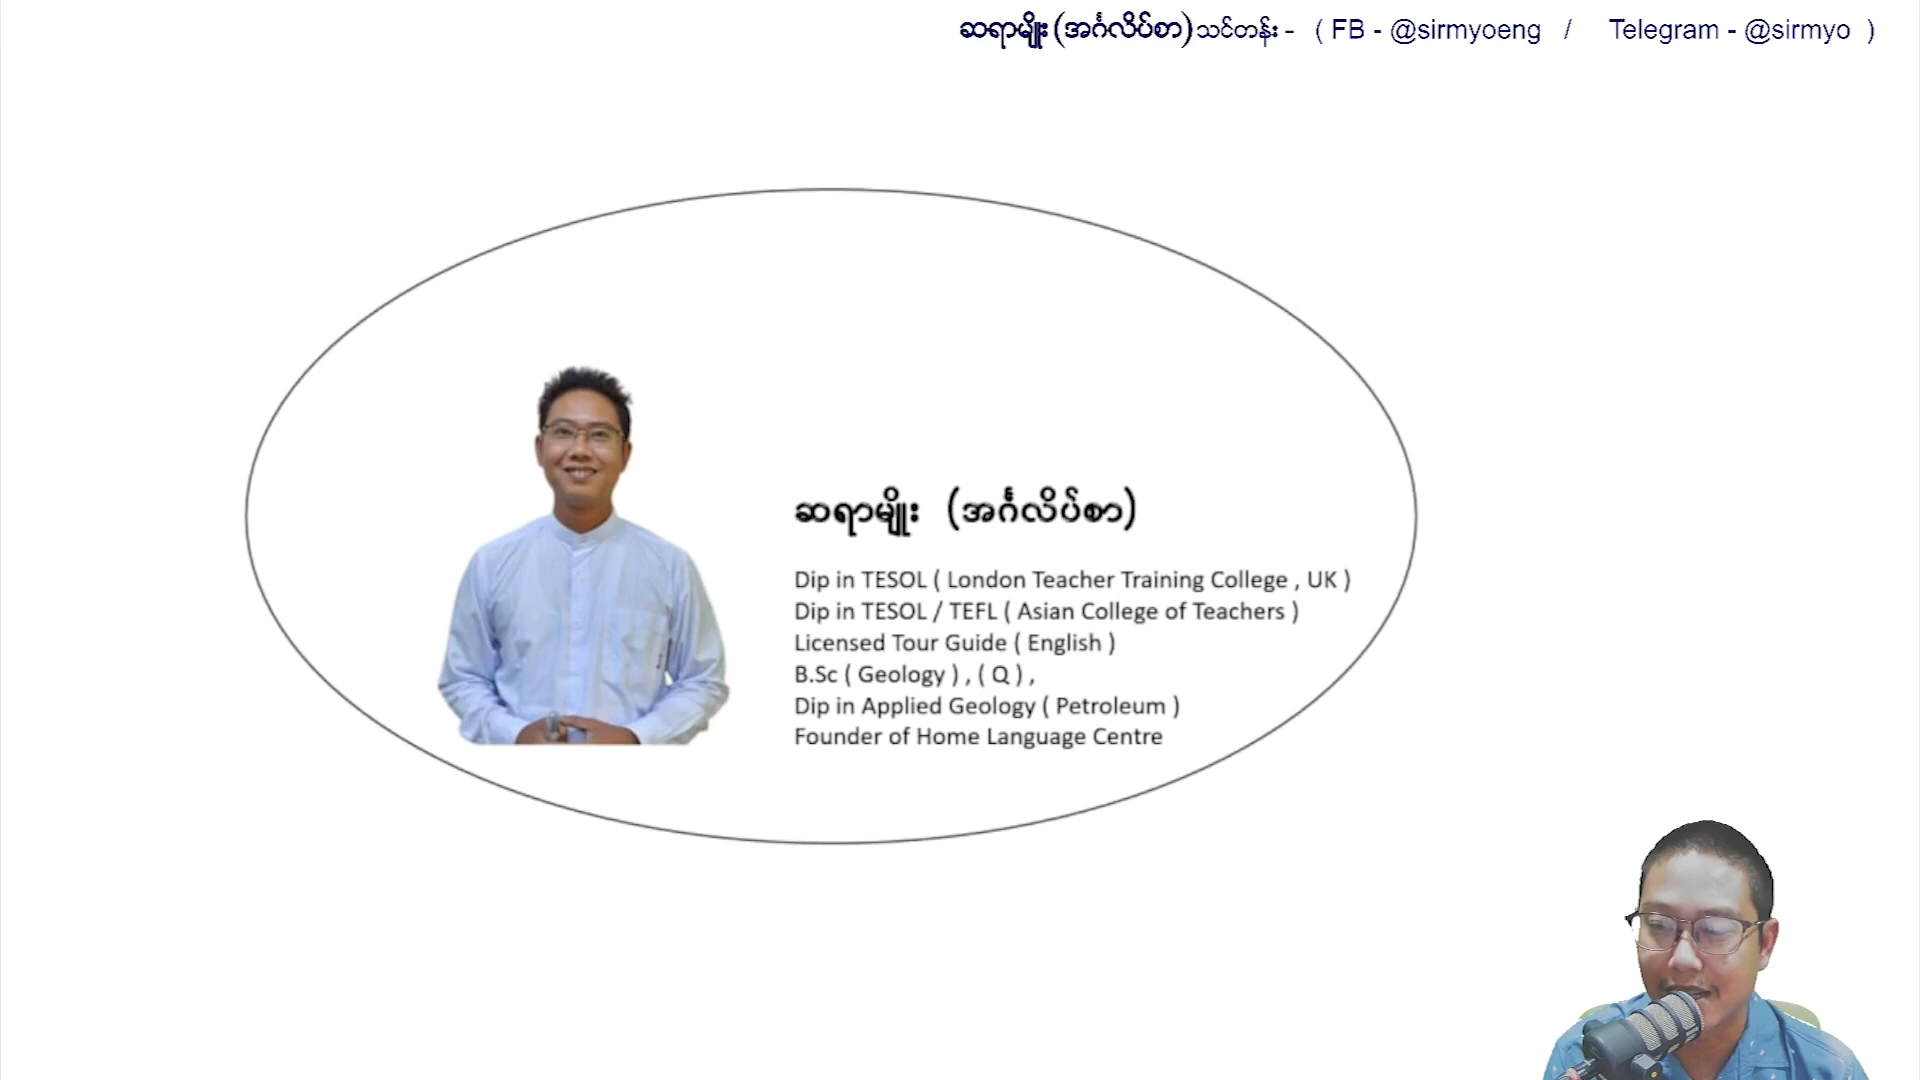 ဆရာမျိုး (အင်္ဂလိပ်စာ) သင်တန်း - ( FB - @sirmyoeng / Telegram - @sirmyo )
ဆရာမျိုး (အင်္ဂလိပ်စာ)
Dip in TESOL ( London Teacher Training College , UK )
Dip in TESOL / TEFL ( Asian College of Teachers )
Licensed Tour Guide ( English )
B.Sc ( Geology ) , ( Q ) ,
Dip in Applied Geology ( Petroleum )
Founder of Home Language Centre